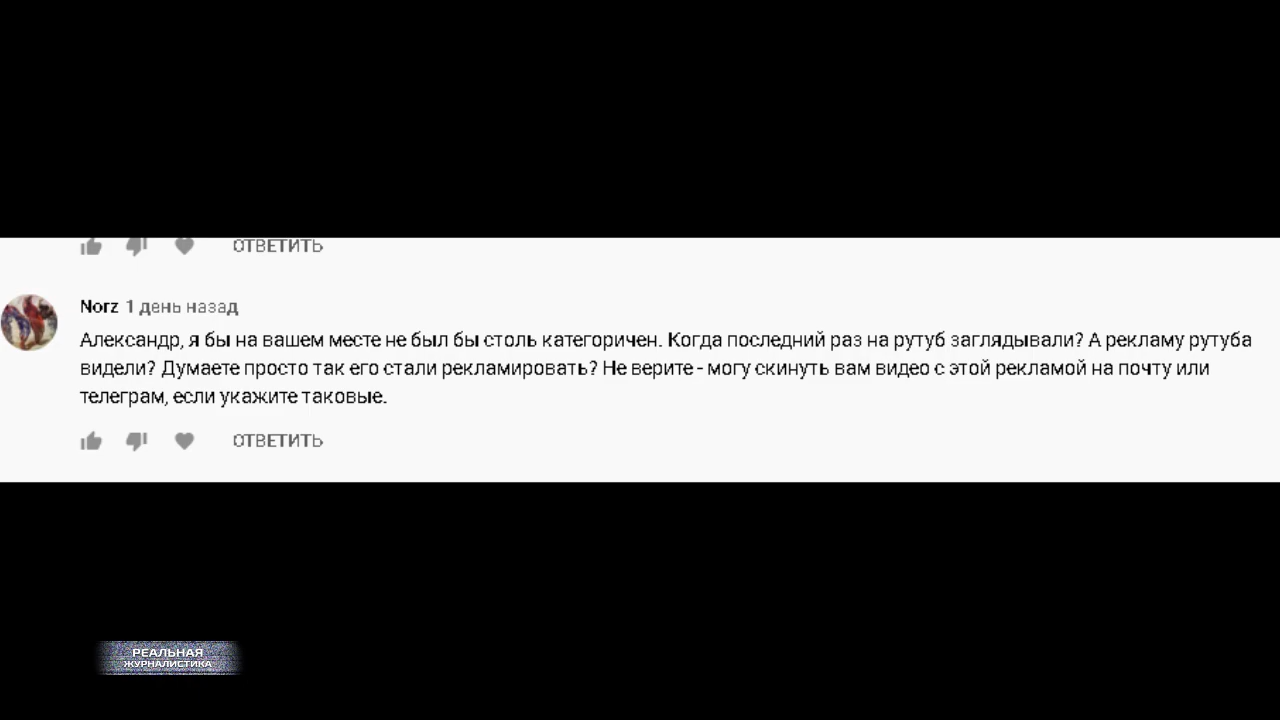 ОТВЕТИТЬ
Norz 1 день назад
Александр, я бы на вашем месте не был бы столь категоричен. Когда последний раз на рутуб заглядывали? А рекламу рутуба
видели? Думаете просто так его стали рекламировать? Не верите - могу скинуть вам видео с этой рекламой на почту или
телеграм, если укажите таковые.
ОТВЕТИТЬ
РЕАЛЬНАЯ
ЖУРНАЛИСТИКА